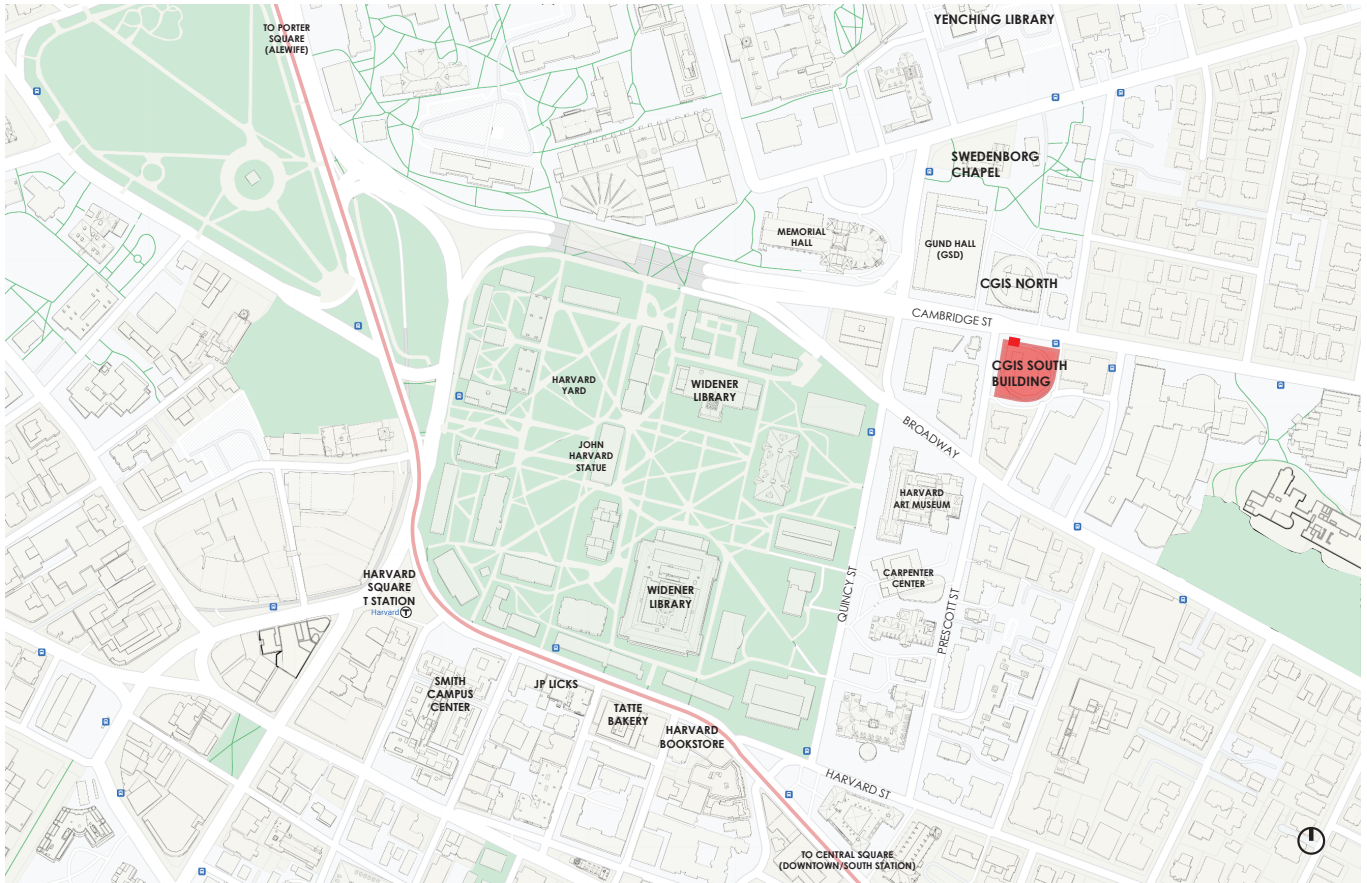 YENCHING LIBRARY
TO PORTER
SQUARE
(ALEWIFE)
SWEDENBORG
CHAPEL
MEMORIAL
HALL
GUND HALL
(GSD)
CGIS NORTH
CAMBRIDGE ST
CGIS SOUTH
BUILDING
HARVARD
YARD
WIDENER
LIBRARY
BROADWAY
JOHN
HARVARD
STATUE
HARVARD
ART MUSEUM
HARVARD
SQUARE
T STATION
Harvard T
WIDENER
LIBRARY
CARPENTER
CENTER
QUINCY ST
PRESCOTT ST
SMITH
CAMPUS
CENTER
JP LICKS
TATTE
BAKERY
HARVARD
BOOKSTORE
HARVARD ST
TO CENTRAL SQUARE
(DOWNTOWN/SOUTH STATION)